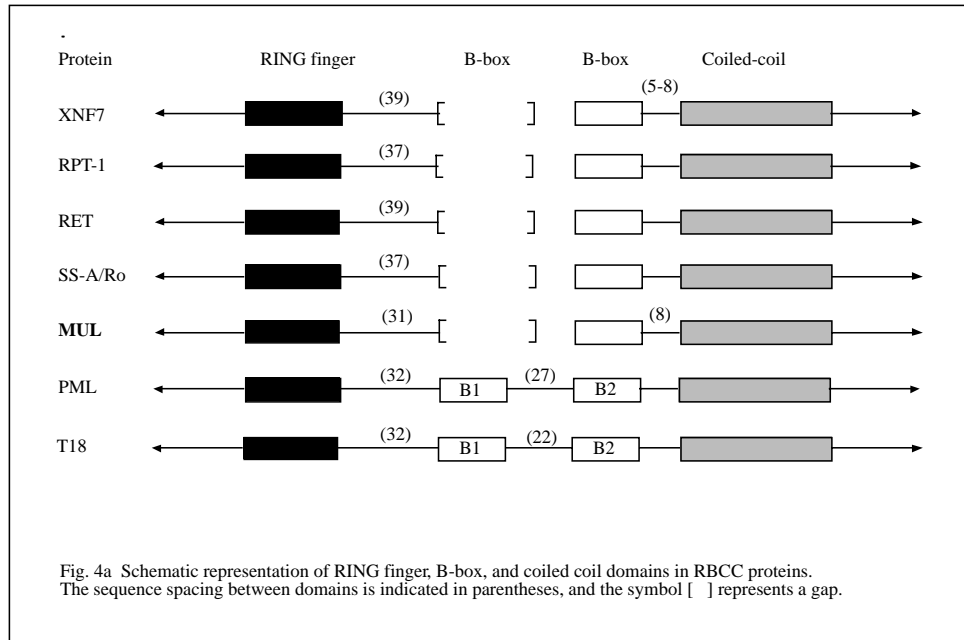 Protein RING finger B-box B-box Coiled-coil
(5-8)
XNF7 (39) [ ]
RPT-1 (37) [ ]
RET (39) [ ]
SS-A/Ro (37) [ ]
MUL (31) [ ] (8)
PML (32) B1 (27) B2
T18 (32) B1 (22) B2
Fig. 4a Schematic representation of RING finger, B-box, and coiled coil domains in RBCC proteins.
The sequence spacing between domains is indicated in parentheses, and the symbol [ ] represents a gap.